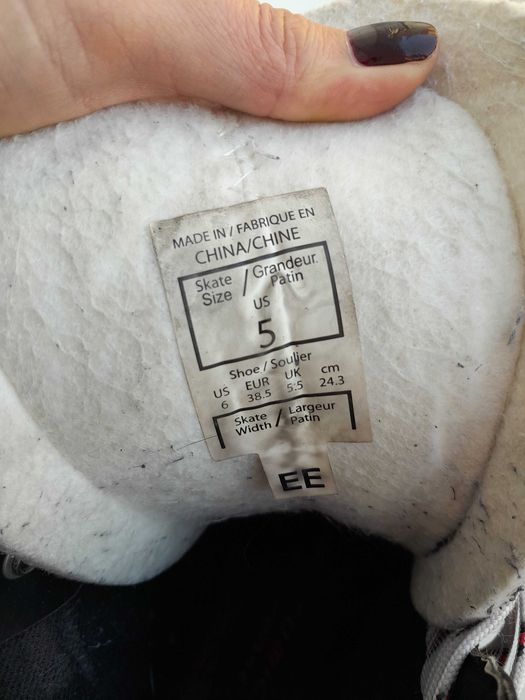 MADE IN / FABRIQUE EN
CHINA/CHINE
Skate Size / Grandeur Patin
US
5
Shoe / Soulier
US EUR UK cm
6 38.5 5.5 24.3
Skate Width / Largeur Patin
EE